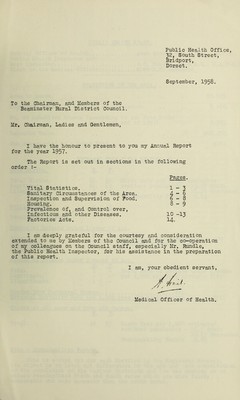 Public Health Office,
32, South Street,
Bridport,
Dorset.
September, 1958.
To the Chairman, and Members of the
Beaminster Rural District Council.
Mr. Chairman, Ladies and Gentlemen,
I have the honour to present to you my Annual Report
for the year 1957.
The Report is set out in sections in the following
order :-
Pages.
Vital Statistics. 1 - 3
Sanitary Circumstances of the Area. 4 - 6
Inspection and Supervision of Food. 6 - 8
Housing. 8 - 9
Prevalence of, and Control over,
Infectious and other Diseases. 10 -13
Factories Acts. 14.
I am deeply grateful for the courtesy and consideration
extended to me by Members of the Council and for the co-operation
of my colleagues on the Council staff, especially Mr. Rundle,
the Public Health Inspector, for his assistance in the preparation
of this report.
I am, your obedient servant,
Medical Officer of Health.